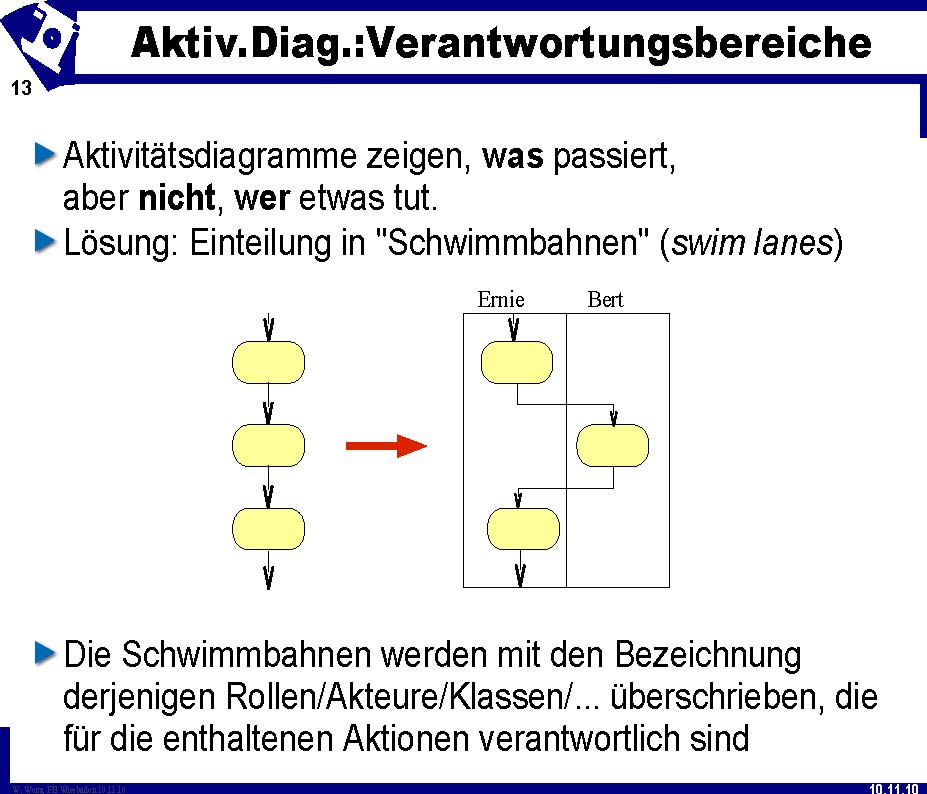 Aktiv.Diag.:Verantwortungsbereiche
13
Aktivitätsdiagramme zeigen, was passiert,
aber nicht, wer etwas tut.
Lösung: Einteilung in "Schwimmbahnen" (swim lanes)
Ernie Bert
Die Schwimmbahnen werden mit den Bezeichnung
derjenigen Rollen/Akteure/Klassen/... überschrieben, die
für die enthaltenen Aktionen verantwortlich sind
FH Wiesbaden 10.11.10
10.11.10